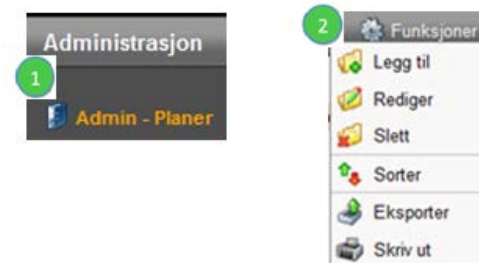 Administrasjon
1
Admin - Planer
2
Funksjoner
Legg til
Rediger
Slett
Sorter
Eksporter
Skriv ut